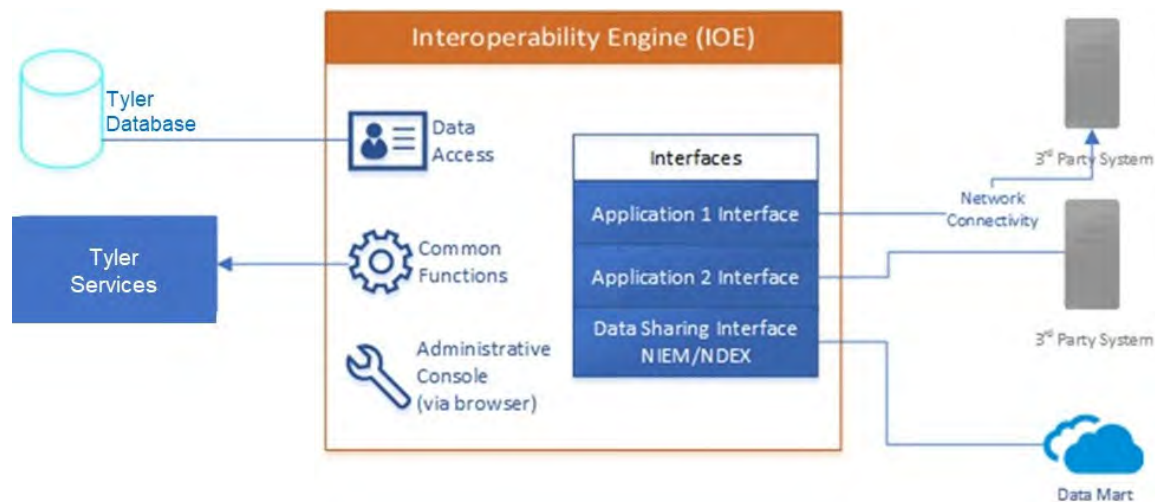 Interoperability Engine (IOE)
Tyler
Database
Data
Access
Interfaces
3rd Party System
Application 1 Interface
Network
Connectivity
Tyler
Services
Common
Functions
Application 2 Interface
Data Sharing Interface
NIEM/NDEX
3rd Party System
Administrative
Console
(via browser)
Data Mart